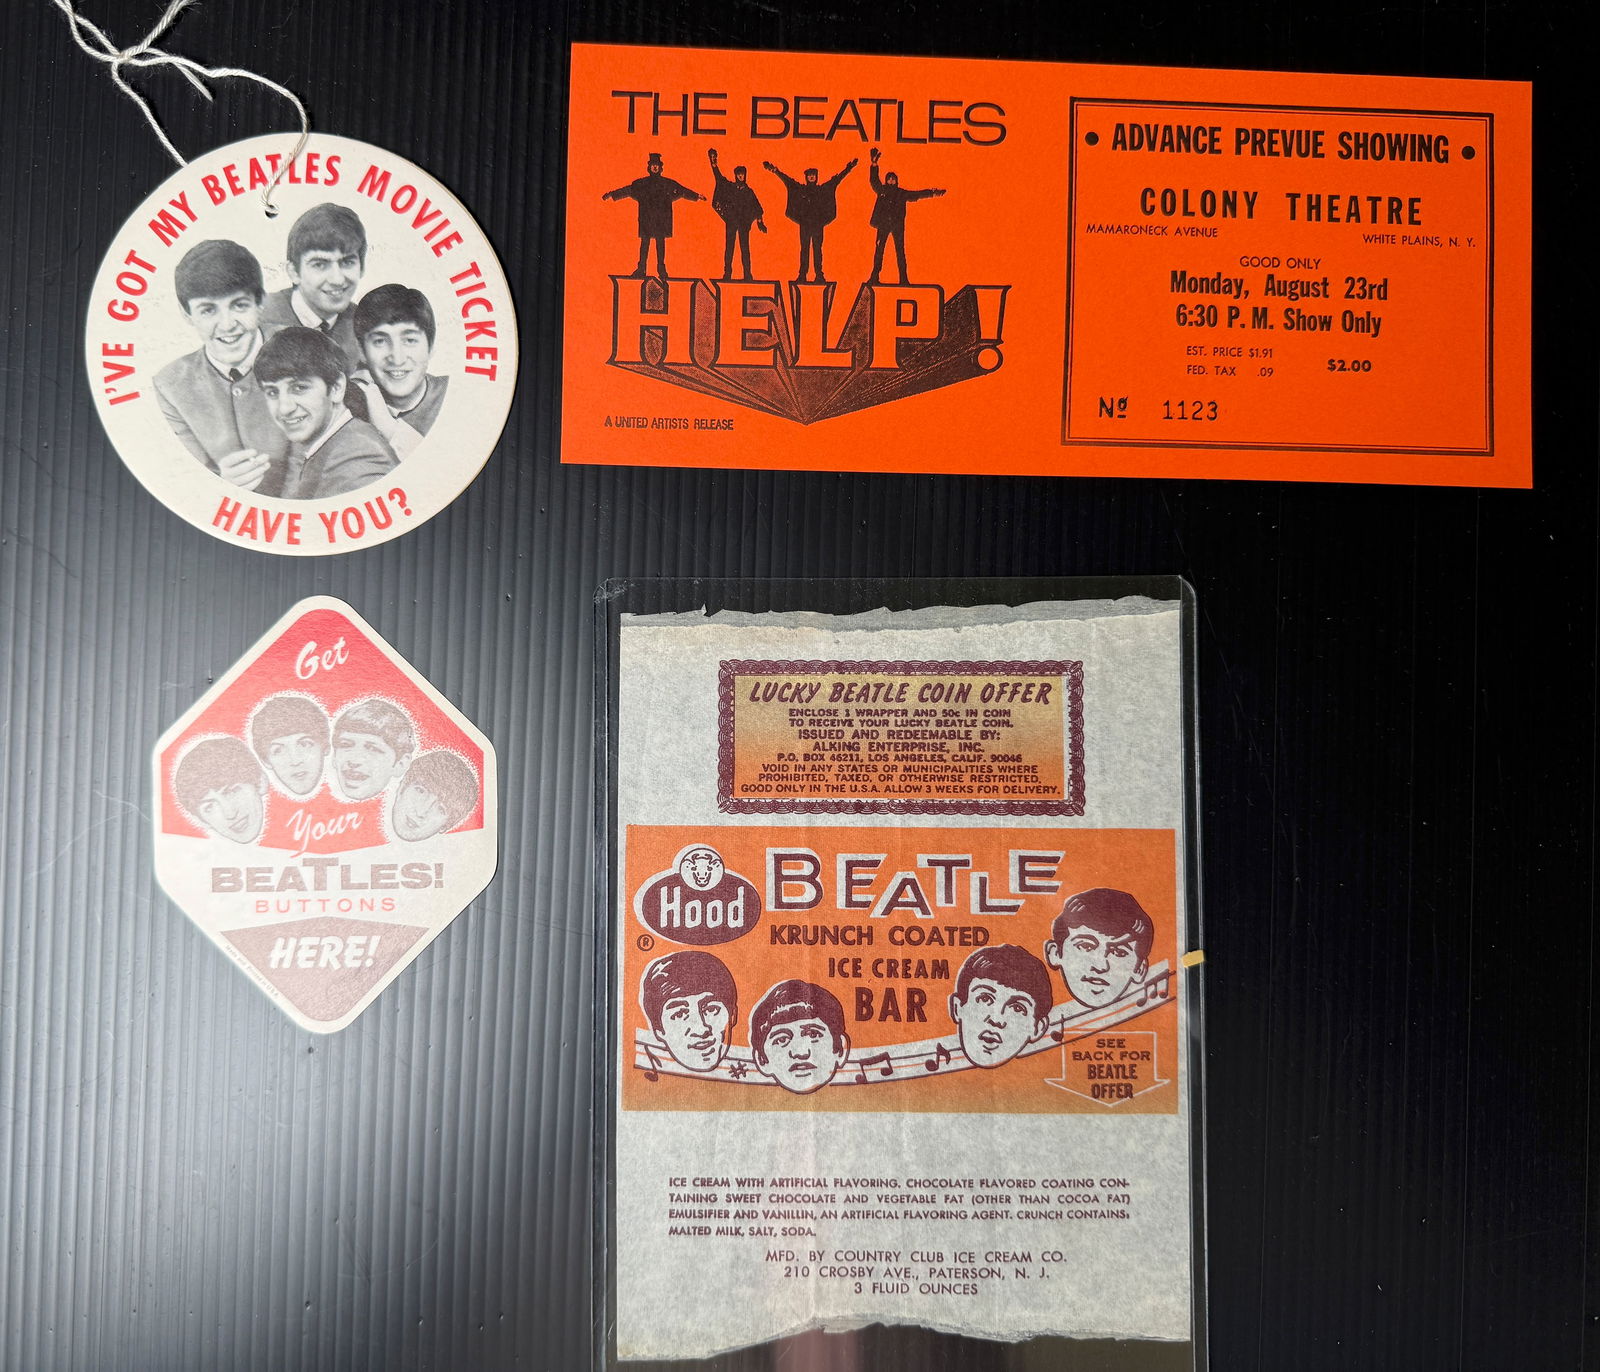 I'VE GOT MY BEATLES MOVIE TICKET
HAVE YOU?
THE BEATLES
HELP!
A UNITED ARTISTS RELEASE
• ADVANCE PREVUE SHOWING •
COLONY THEATRE
MAMARONECK AVENUE
WHITE PLAINS, N. Y.
GOOD ONLY
Monday, August 23rd
6:30 P. M. Show Only
EST. PRICE $1.91
FED. TAX .09
$2.00
Nº 1123
Get
Your
BEATLES!
BUTTONS
HERE!
LUCKY BEATLE COIN OFFER
ENCLOSE 1 WRAPPER AND 50c IN COIN
TO RECEIVE YOUR LUCKY BEATLE COIN.
ISSUED AND REDEEMABLE BY:
ALKING ENTERPRISE, INC.
P.O. BOX 46211, LOS ANGELES, CALIF. 90046
VOID IN ANY STATES OR MUNICIPALITIES WHERE
PROHIBITED, TAXED, OR OTHERWISE RESTRICTED.
GOOD ONLY IN THE U.S.A. ALLOW 3 WEEKS FOR DELIVERY.
Hood
®
BEATLE
KRUNCH COATED
ICE CREAM
BAR
SEE
BACK FOR
BEATLE
OFFER
ICE CREAM WITH ARTIFICIAL FLAVORING. CHOCOLATE FLAVORED COATING CON-
TAINING SWEET CHOCOLATE AND VEGETABLE FAT (OTHER THAN COCOA FAT)
EMULSIFIER AND VANILLIN, AN ARTIFICIAL FLAVORING AGENT. CRUNCH CONTAINS:
MALTED MILK, SALT, SODA.
MFD. BY COUNTRY CLUB ICE CREAM CO.
210 CROSBY AVE., PATERSON, N. J.
3 FLUID OUNCES